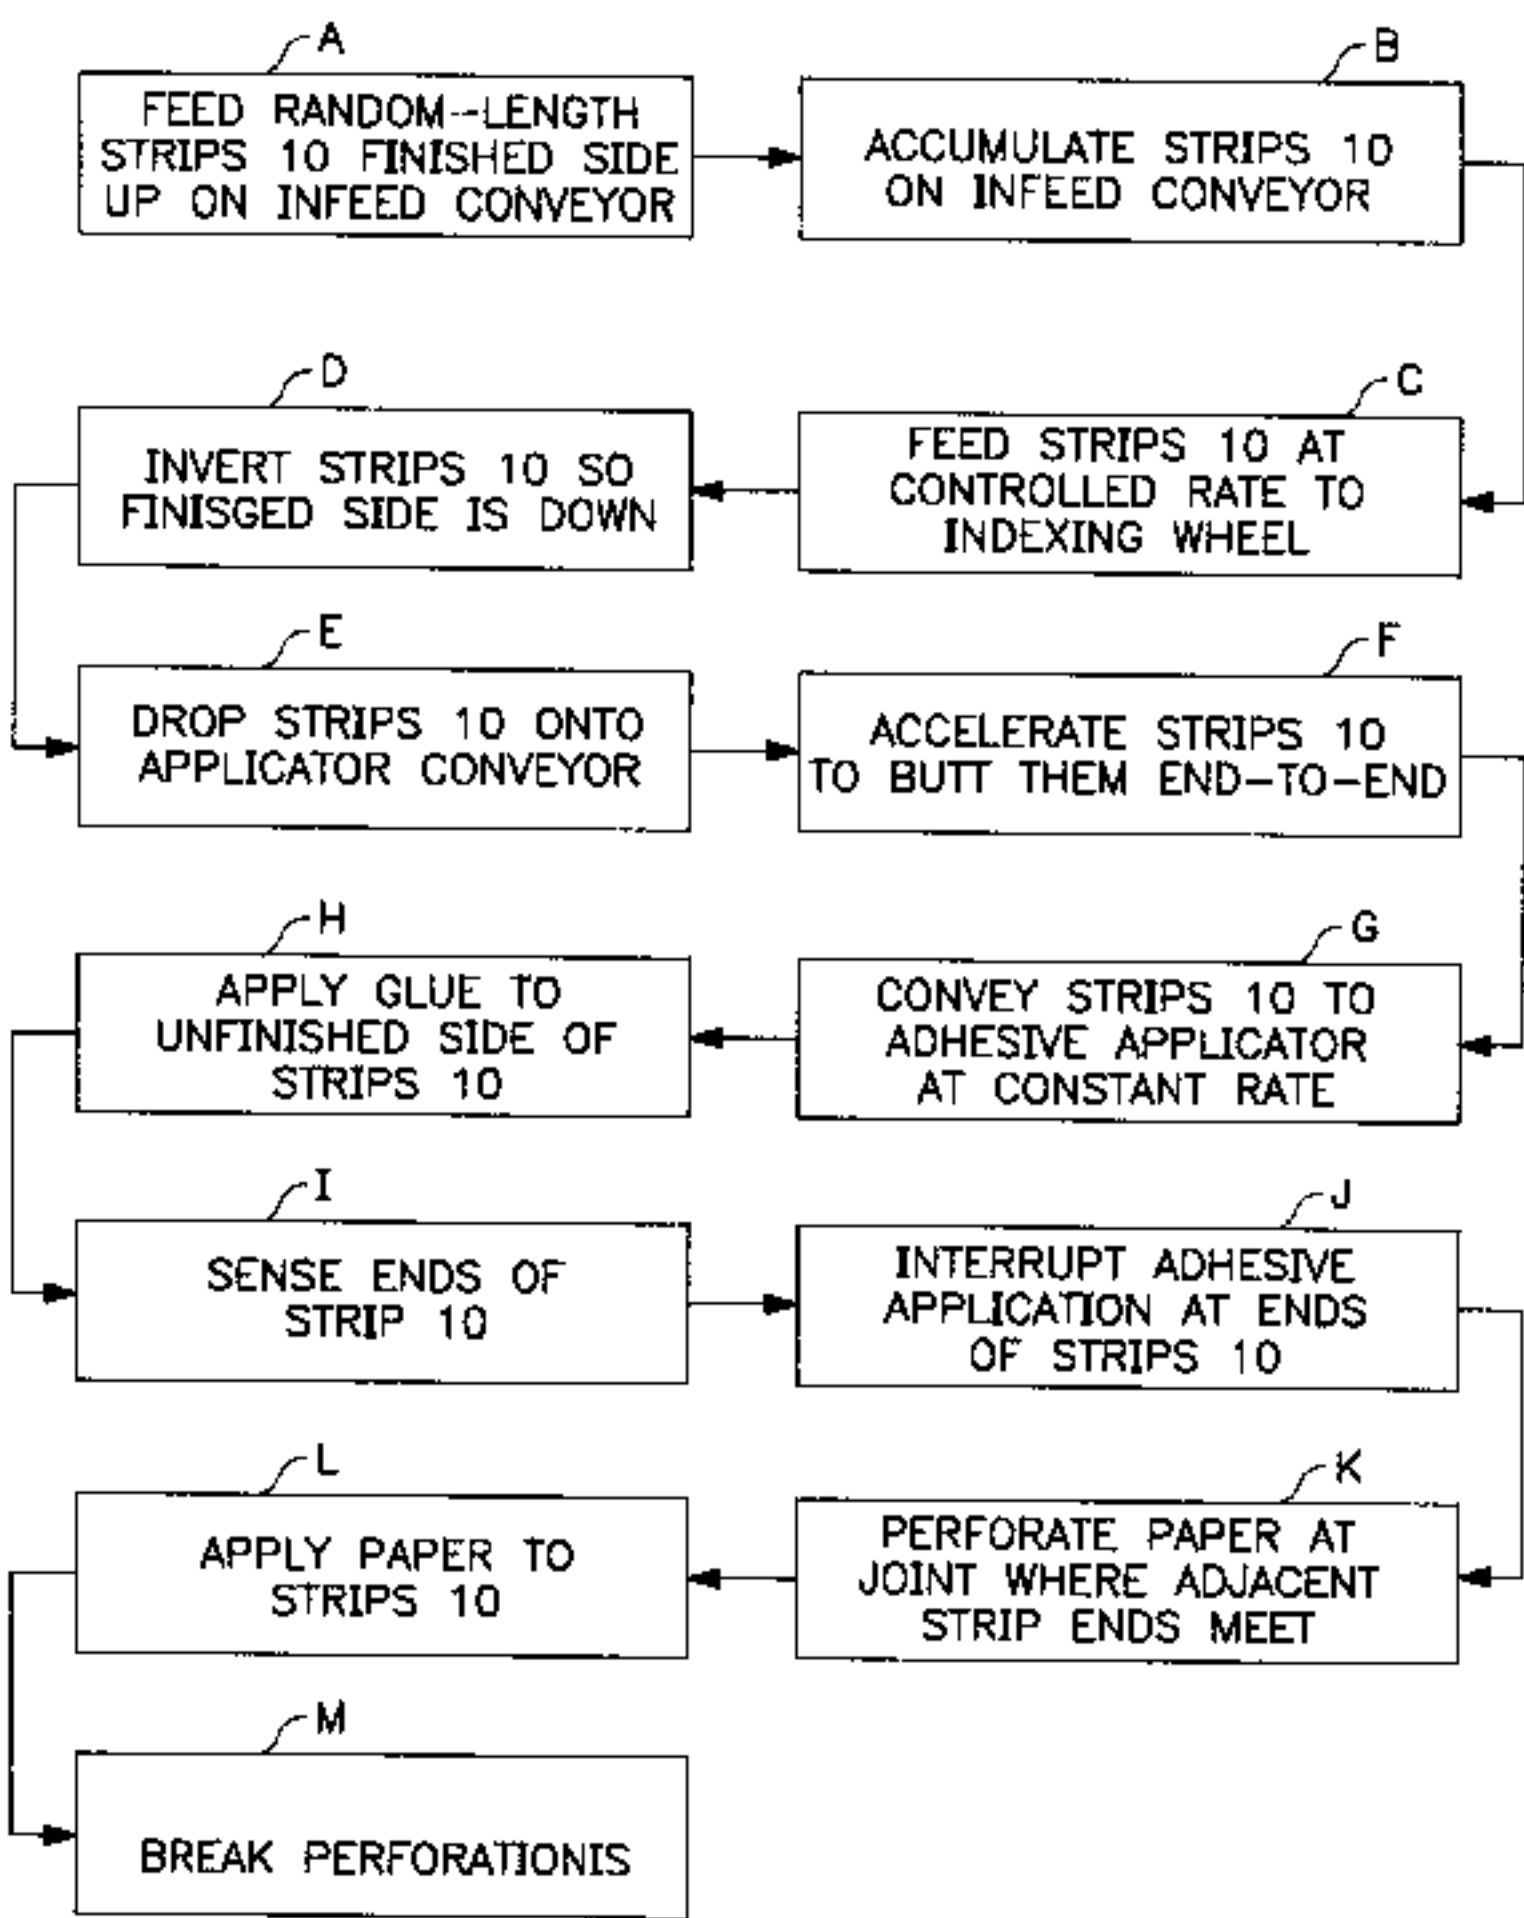 A
FEED RANDOM--LENGTH
STRIPS 10 FINISHED SIDE
UP ON INFEED CONVEYOR
B
ACCUMULATE STRIPS 10
ON INFEED CONVEYOR
C
FEED STRIPS 10 AT
CONTROLLED RATE TO
INDEXING WHEEL
D
INVERT STRIPS 10 SO
FINISGED SIDE IS DOWN
E
DROP STRIPS 10 ONTO
APPLICATOR CONVEYOR
F
ACCELERATE STRIPS 10
TO BUTT THEM END-TO-END
G
CONVEY STRIPS 10 TO
ADHESIVE APPLICATOR
AT CONSTANT RATE
H
APPLY GLUE TO
UNFINISHED SIDE OF
STRIPS 10
I
SENSE ENDS OF
STRIP 10
J
INTERRUPT ADHESIVE
APPLICATION AT ENDS
OF STRIPS 10
K
PERFORATE PAPER AT
JOINT WHERE ADJACENT
STRIP ENDS MEET
L
APPLY PAPER TO
STRIPS 10
M
BREAK PERFORATIONIS